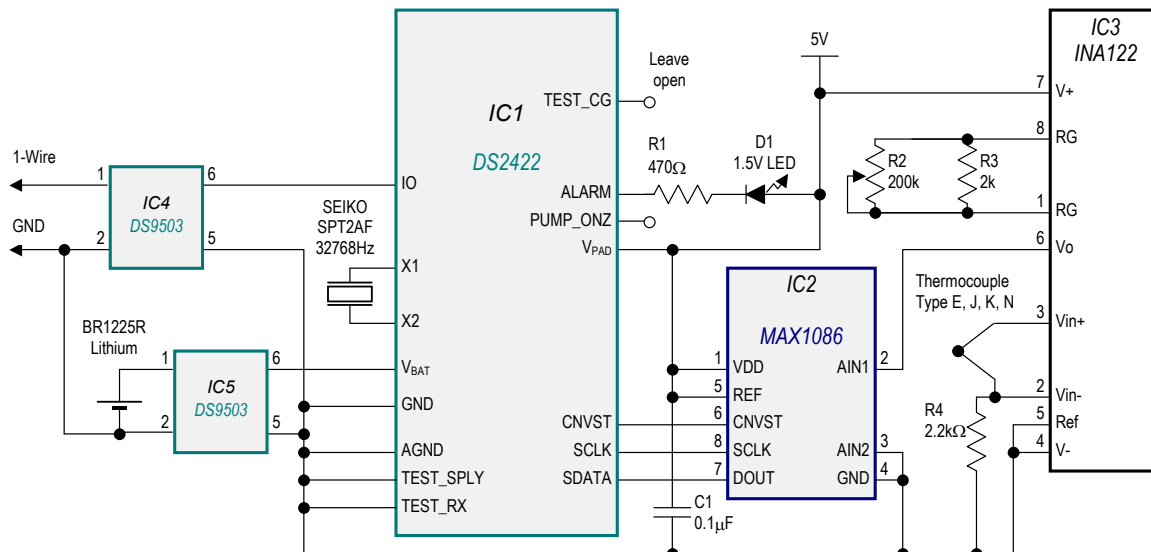 1-Wire
GND
1
2
6
5
IC4
DS9503
BR1225R
Lithium
1
2
6
5
IC5
DS9503
SEIKO
SPT2AF
32768Hz
IC1
DS2422
IO
X1
X2
VBAT
GND
AGND
TEST_SPLY
TEST_RX
TEST_CG
ALARM
PUMP_ONZ
VPAD
CNVST
SCLK
SDATA
Leave
open
R1
470Ω
D1
1.5V LED
5V
C1
0.1µF
IC2
MAX1086
1
VDD
5
REF
6
CNVST
8
SCLK
7
DOUT
AIN1
2
AIN2
3
GND
4
R2
200k
R3
2k
Thermocouple
Type E, J, K, N
R4
2.2kΩ
IC3
INA122
7
V+
8
RG
1
RG
6
Vo
3
Vin+
2
Vin-
5
Ref
4
V-